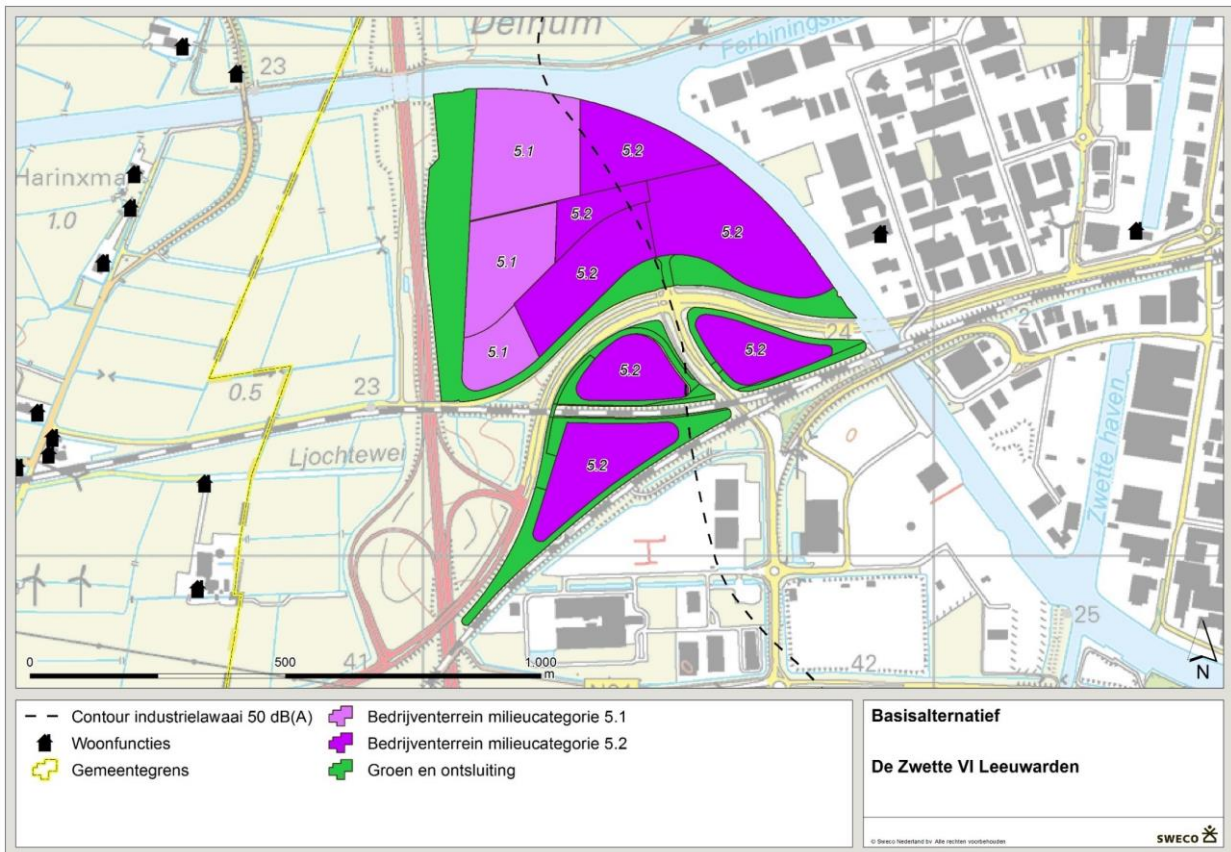 Deinum
Ferbinings
23
Harinxma
1.0
5.1
5.2
5.2
5.2
5.1
5.2
5.1
24
5.2
5.2
23
0.5
Ljochtewei
5.2
Zwette haven
H
25
41
42
0 500 1.000
m
N
Contour industrielawaai 50 dB(A)
Woonfuncties
Gemeentegrens
Bedrijventerrein milieucategorie 5.1
Bedrijventerrein milieucategorie 5.2
Groen en ontsluiting
Basisalternatief
De Zwette VI Leeuwarden
© Sweco Nederland bv. Alle rechten voorbehouden
SWECO